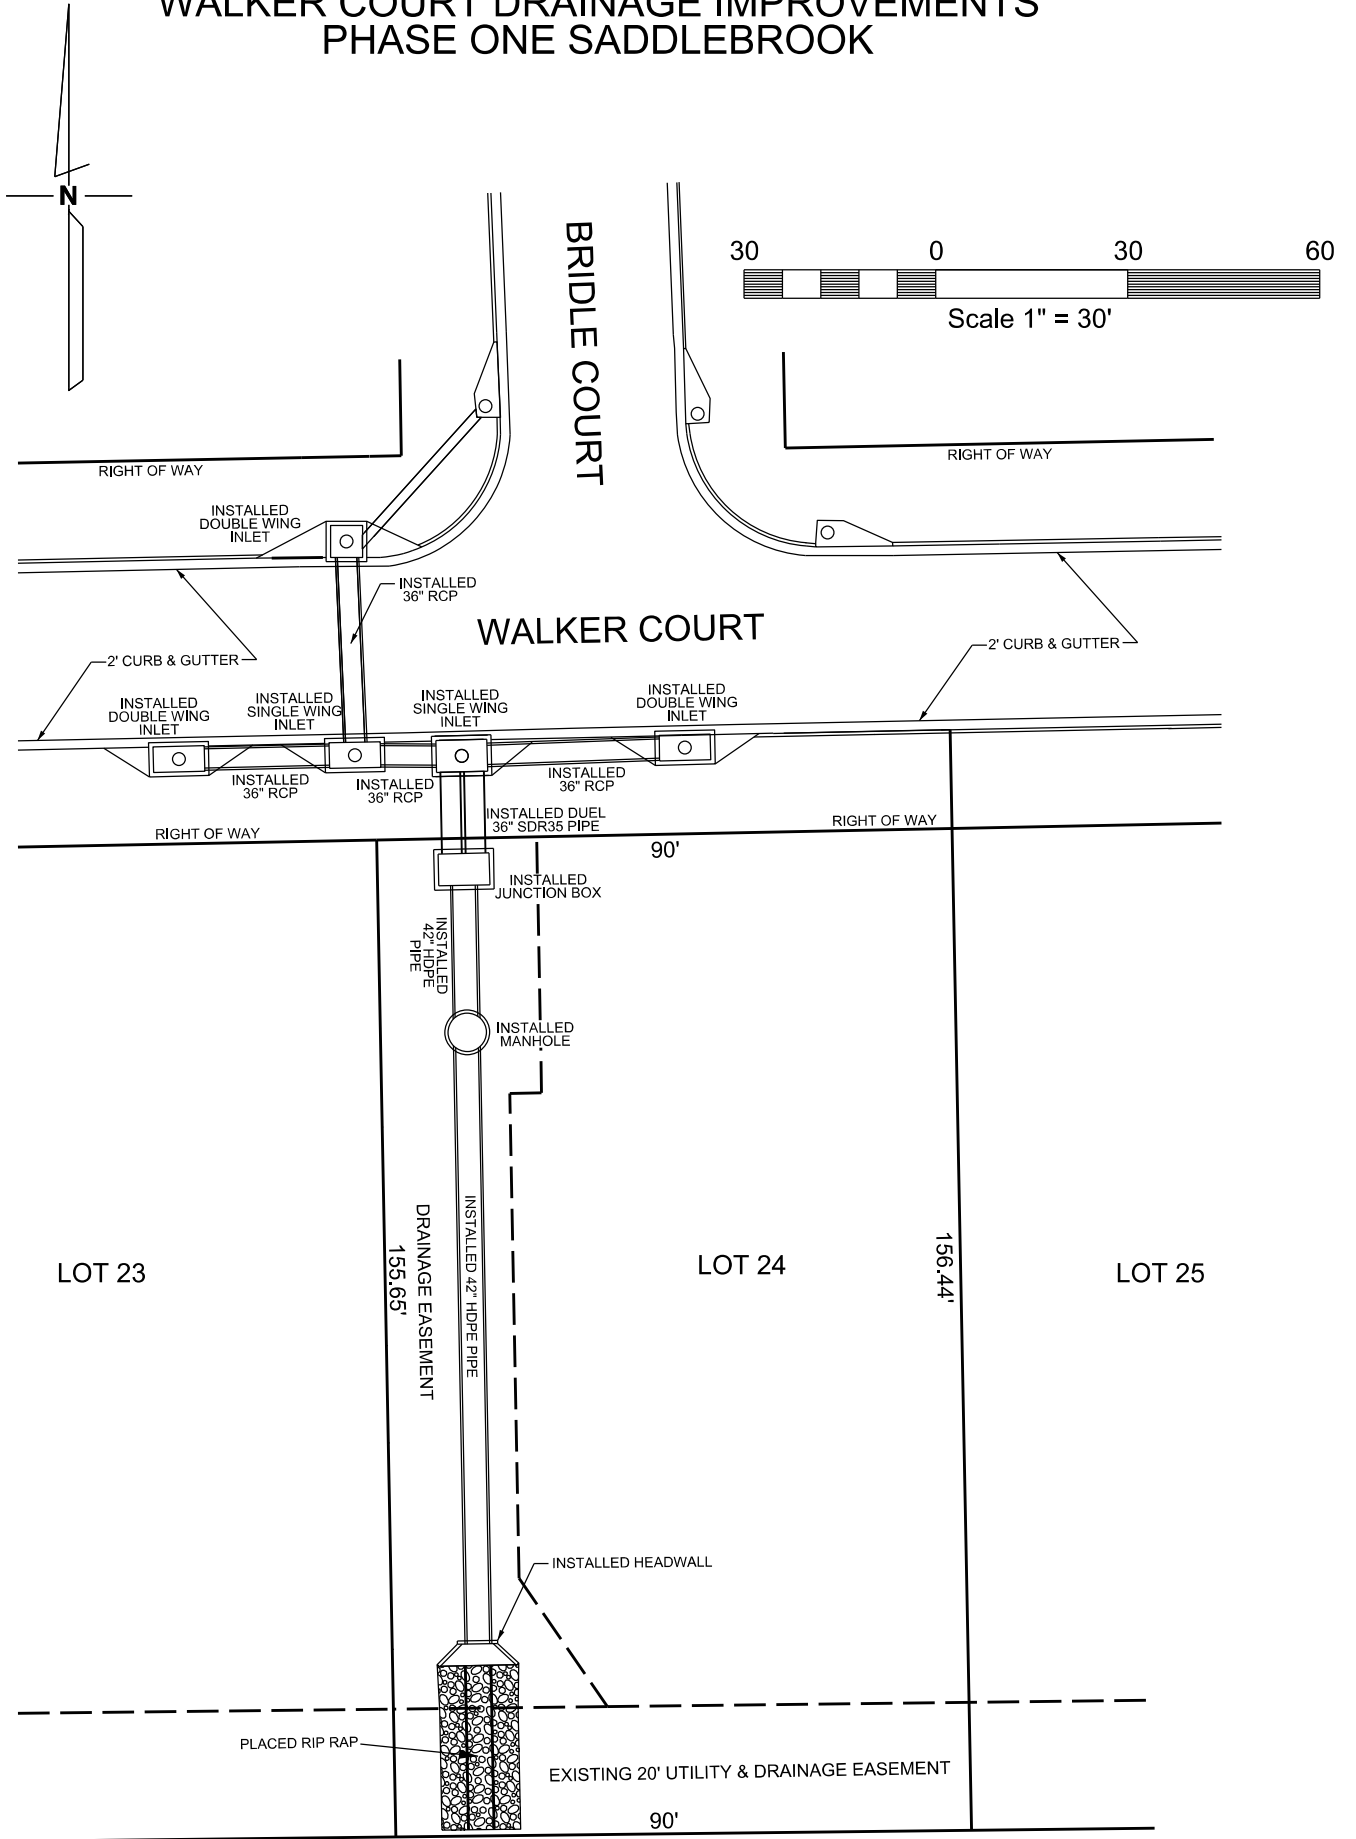 WALKER COURT DRAINAGE IMPROVEMENTS
PHASE ONE SADDLEBROOK
N
BRIDLE COURT
30 0 30 60
Scale 1" = 30'
RIGHT OF WAY
RIGHT OF WAY
INSTALLED
DOUBLE WING
INLET
INSTALLED
36" RCP
WALKER COURT
2' CURB & GUTTER
2' CURB & GUTTER
INSTALLED
DOUBLE WING
INLET
INSTALLED
SINGLE WING
INLET
INSTALLED
SINGLE WING
INLET
INSTALLED
DOUBLE WING
INLET
INSTALLED
36" RCP
INSTALLED
36" RCP
INSTALLED
36" RCP
INSTALLED DUEL
36" SDR35 PIPE
RIGHT OF WAY
RIGHT OF WAY
90'
INSTALLED
JUNCTION BOX
INSTALLED
42" HDPE
PIPE
INSTALLED
MANHOLE
INSTALLED 42" HDPE PIPE
DRAINAGE EASEMENT
155.65'
156.44'
LOT 23
LOT 24
LOT 25
INSTALLED HEADWALL
PLACED RIP RAP
EXISTING 20' UTILITY & DRAINAGE EASEMENT
90'